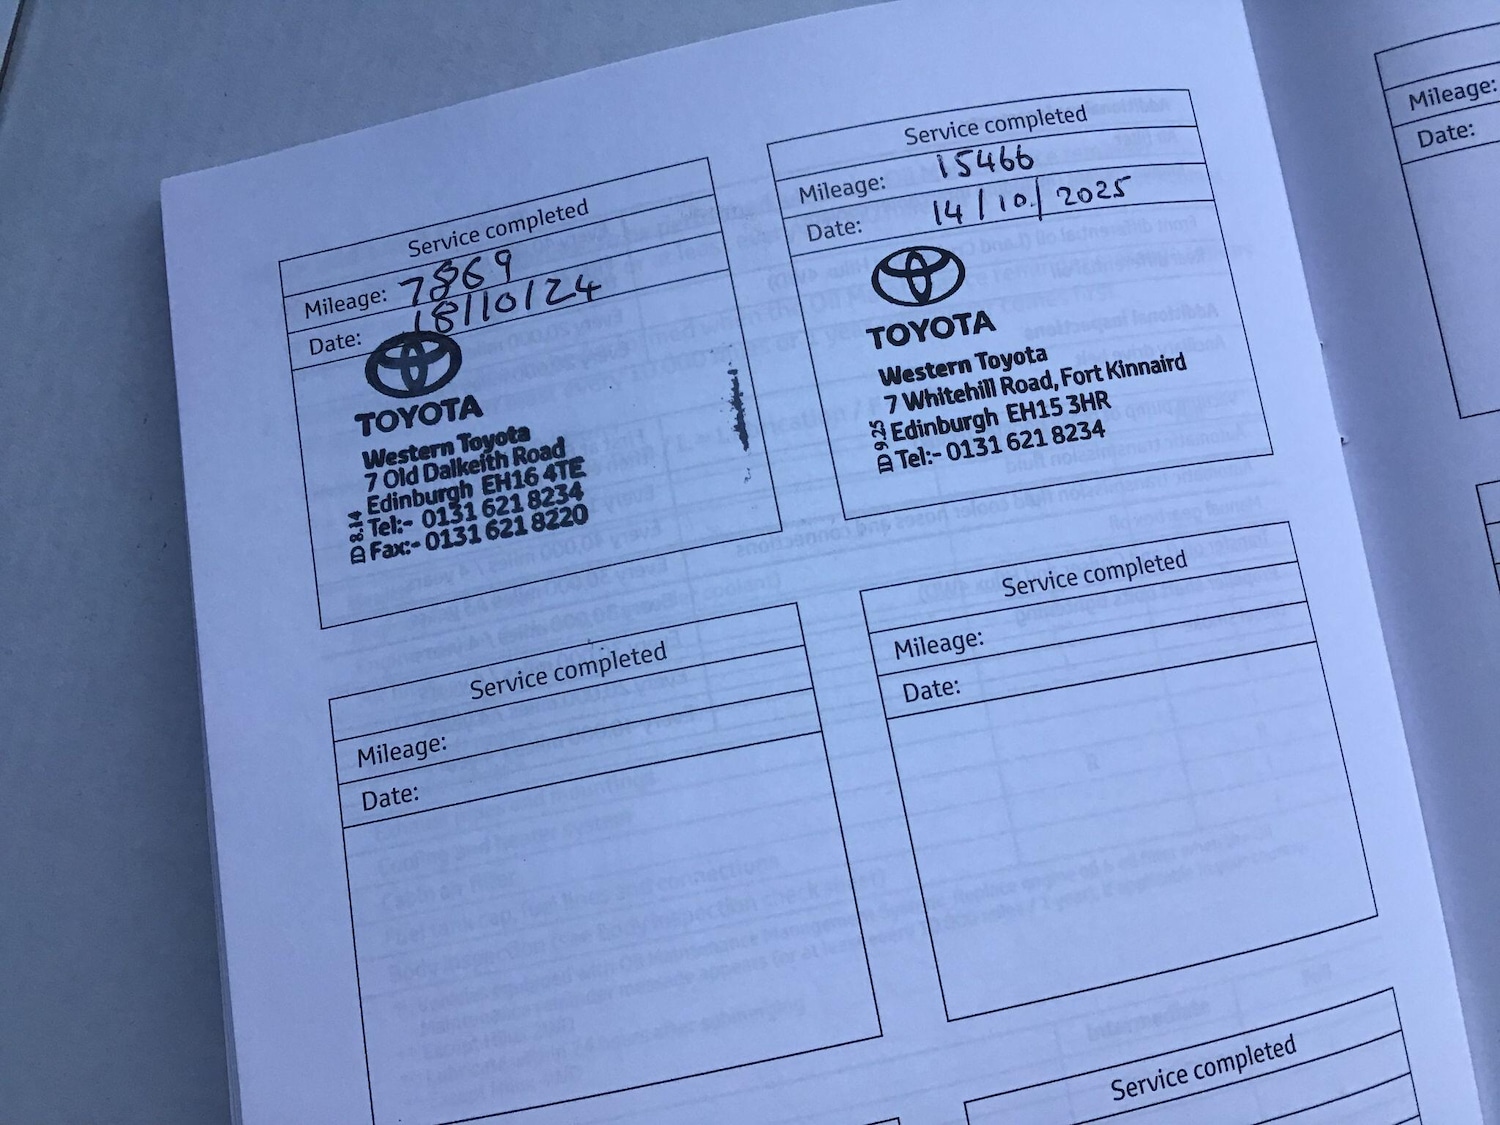 Service completed
Mileage: 7869
Date: 18/10/24
TOYOTA
Western Toyota
7 Old Dalkeith Road
Edinburgh EH16 4TE
Tel:- 0131 621 8234
Fax:- 0131 621 8220
ID 8.14
Service completed
Mileage: 15466
Date: 14/10/2025
TOYOTA
Western Toyota
7 Whitehill Road, Fort Kinnaird
Edinburgh EH15 3HR
Tel:- 0131 621 8234
ID 9.25
Service completed
Mileage:
Date:
Service completed
Mileage:
Date:
Service completed
Mileage:
Date: